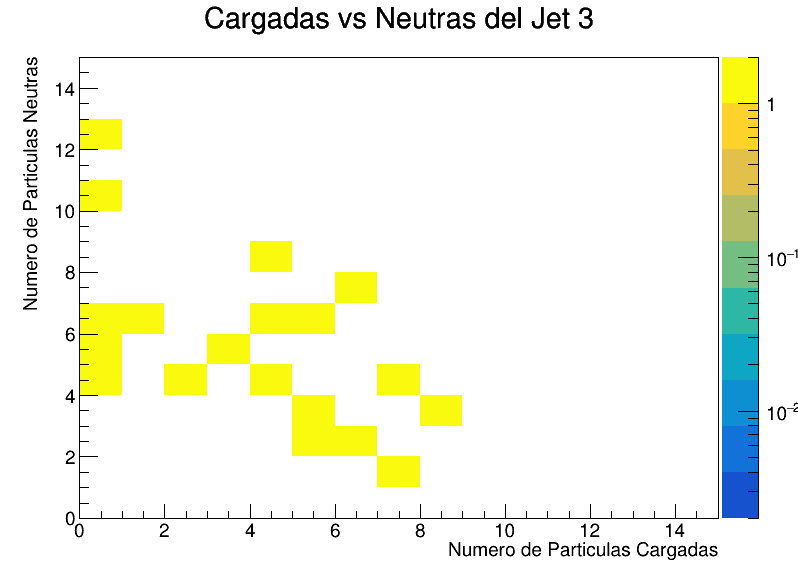 Cargadas vs Neutras del Jet 3
Numero de Particulas Neutras
14
12
10
8
6
4
2
0
0 2 4 6 8 10 12 14
Numero de Particulas Cargadas
1
10⁻¹
10⁻²